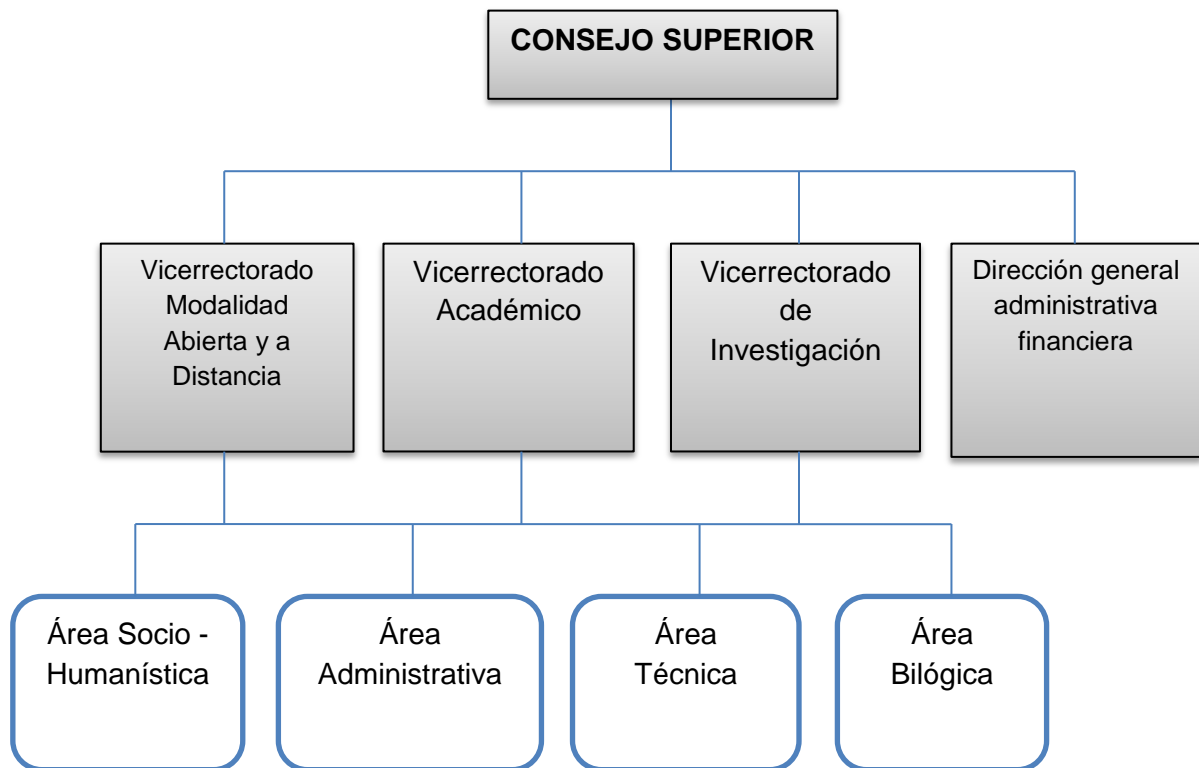 CONSEJO SUPERIOR
Vicerrectorado
Modalidad
Abierta y a
Distancia
Vicerrectorado
Académico
Vicerrectorado
de
Investigación
Dirección general
administrativa
financiera
Área Socio -
Humanística
Área
Administrativa
Área
Técnica
Área
Bilógica